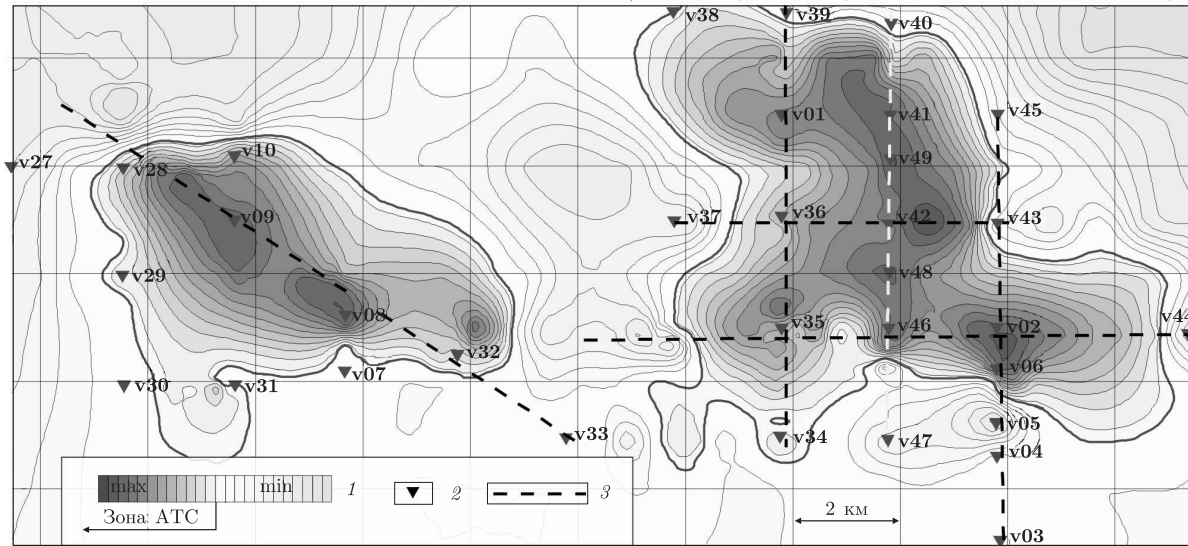 v38 v39 v40
v01 v41 v45
v27 v28 v10 v49
v09 v37 v36 v42 v43
v29 v48
v08 v35 v46 v02 v44
v32 v06
v30 v31 v07
v33 v34 v47 v05
v04
max min 1 2 3
Зона АТС
2 км
v03